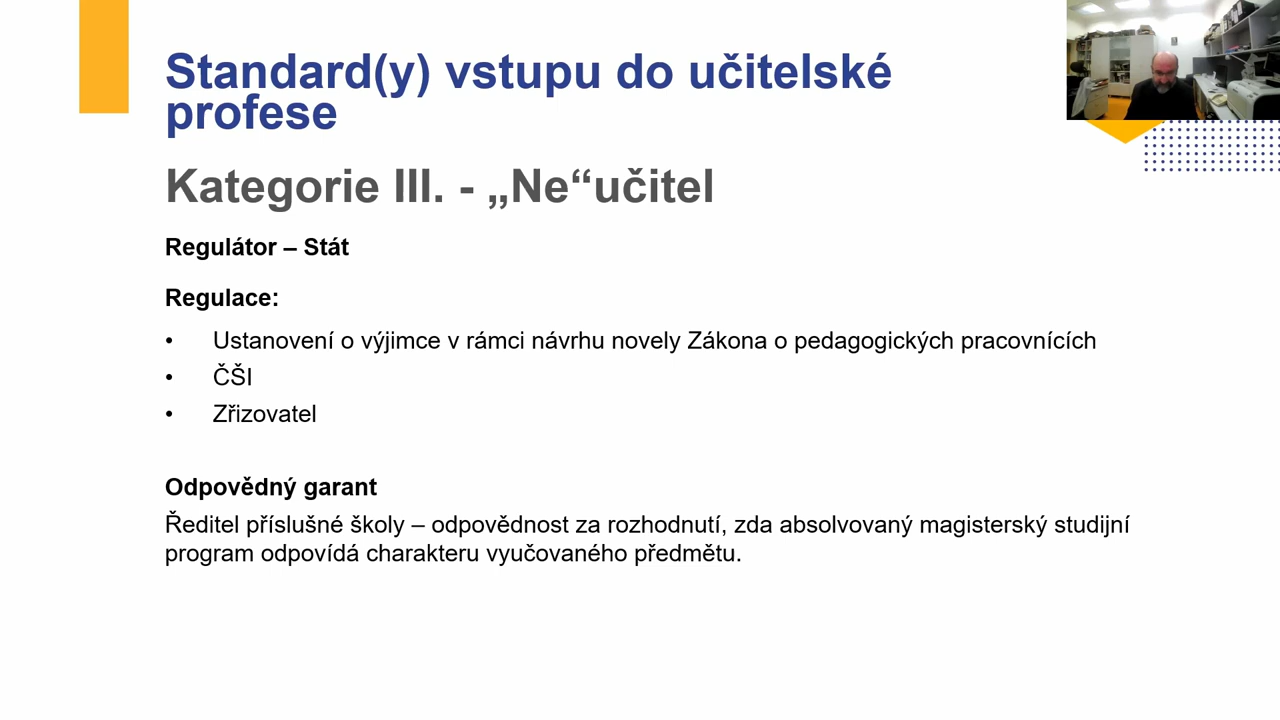 Standard(y) vstupu do učitelské
profese
Kategorie III. - „Ne“učitel
Regulátor – Stát
Regulace:
• Ustanovení o výjimce v rámci návrhu novely Zákona o pedagogických pracovnících
• ČŠI
• Zřizovatel
Odpovědný garant
Ředitel příslušné školy – odpovědnost za rozhodnutí, zda absolvovaný magisterský studijní
program odpovídá charakteru vyučovaného předmětu.